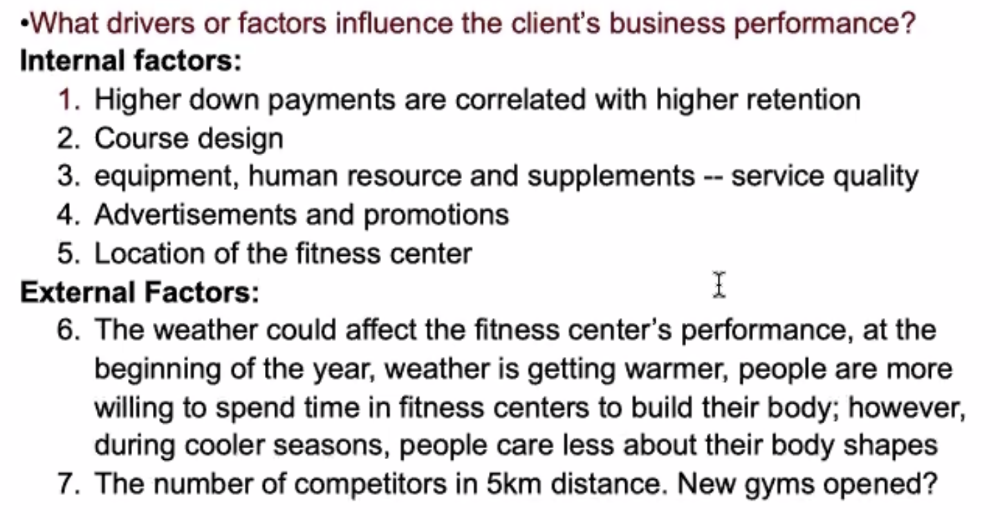 •What drivers or factors influence the client's business performance?
Internal factors:
1. Higher down payments are correlated with higher retention
2. Course design
3. equipment, human resource and supplements -- service quality
4. Advertisements and promotions
5. Location of the fitness center
External Factors:
6. The weather could affect the fitness center's performance, at the
beginning of the year, weather is getting warmer, people are more
willing to spend time in fitness centers to build their body; however,
during cooler seasons, people care less about their body shapes
7. The number of competitors in 5km distance. New gyms opened?